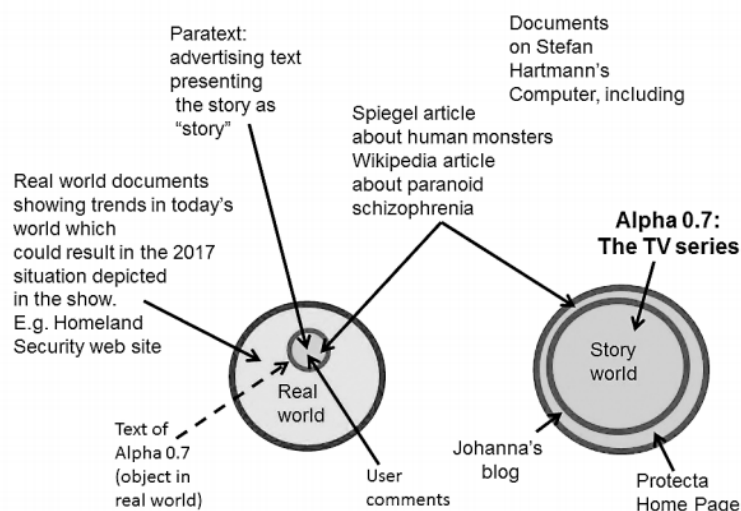 Paratext:
advertising text
presenting
the story as
“story”
Documents
on Stefan
Hartmann's
Computer, including
Spiegel article
about human monsters
Wikipedia article
about paranoid
schizophrenia
Real world documents
showing trends in today's
world which
could result in the 2017
situation depicted
in the show.
E.g. Homeland
Security web site
Alpha 0.7:
The TV series
Real
world
Story
world
Text of
Alpha 0.7
(object in
real world)
User
comments
Johanna's
blog
Protecta
Home Page